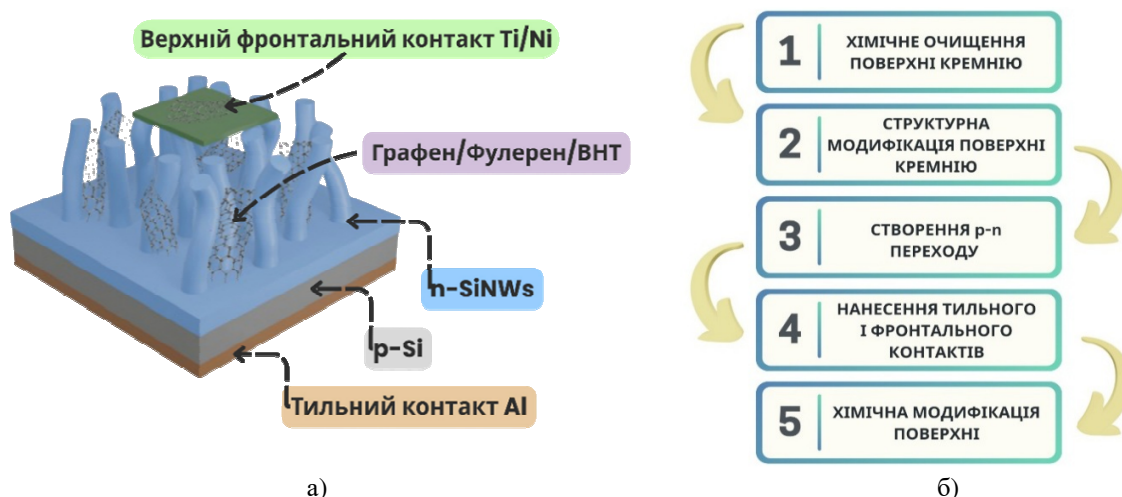 Верхній фронтальний контакт Ti/Ni
Графен/Фулерен/ВНТ
n-SiNWs
p-Si
Тильний контакт Al
а)
1
ХІМІЧНЕ ОЧИЩЕННЯ
ПОВЕРХНІ КРЕМНІЮ
2
СТРУКТУРНА
МОДИФІКАЦІЯ ПОВЕРХНІ
КРЕМНІЮ
3
СТВОРЕННЯ p-n
ПЕРЕХОДУ
4
НАНЕСЕННЯ ТИЛЬНОГО
І ФРОНТАЛЬНОГО
КОНТАКТІВ
5
ХІМІЧНА МОДИФІКАЦІЯ
ПОВЕРХНІ
б)